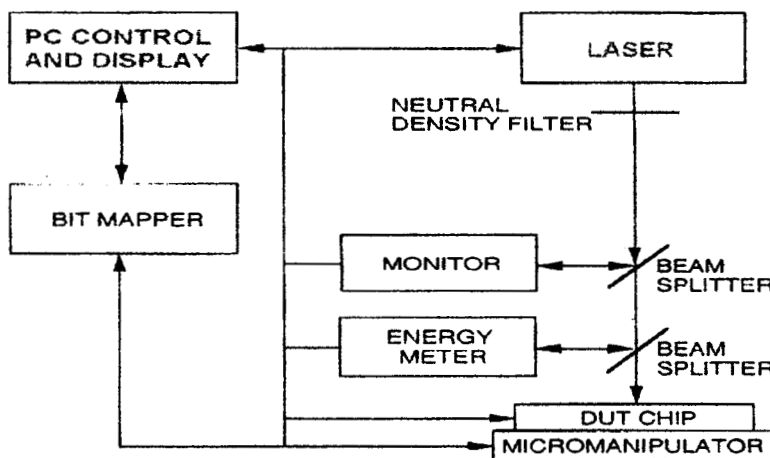 PC CONTROL
AND DISPLAY
LASER
NEUTRAL
DENSITY FILTER
BIT MAPPER
MONITOR
BEAM
SPLITTER
ENERGY
METER
BEAM
SPLITTER
DUT CHIP
MICROMANIPULATOR